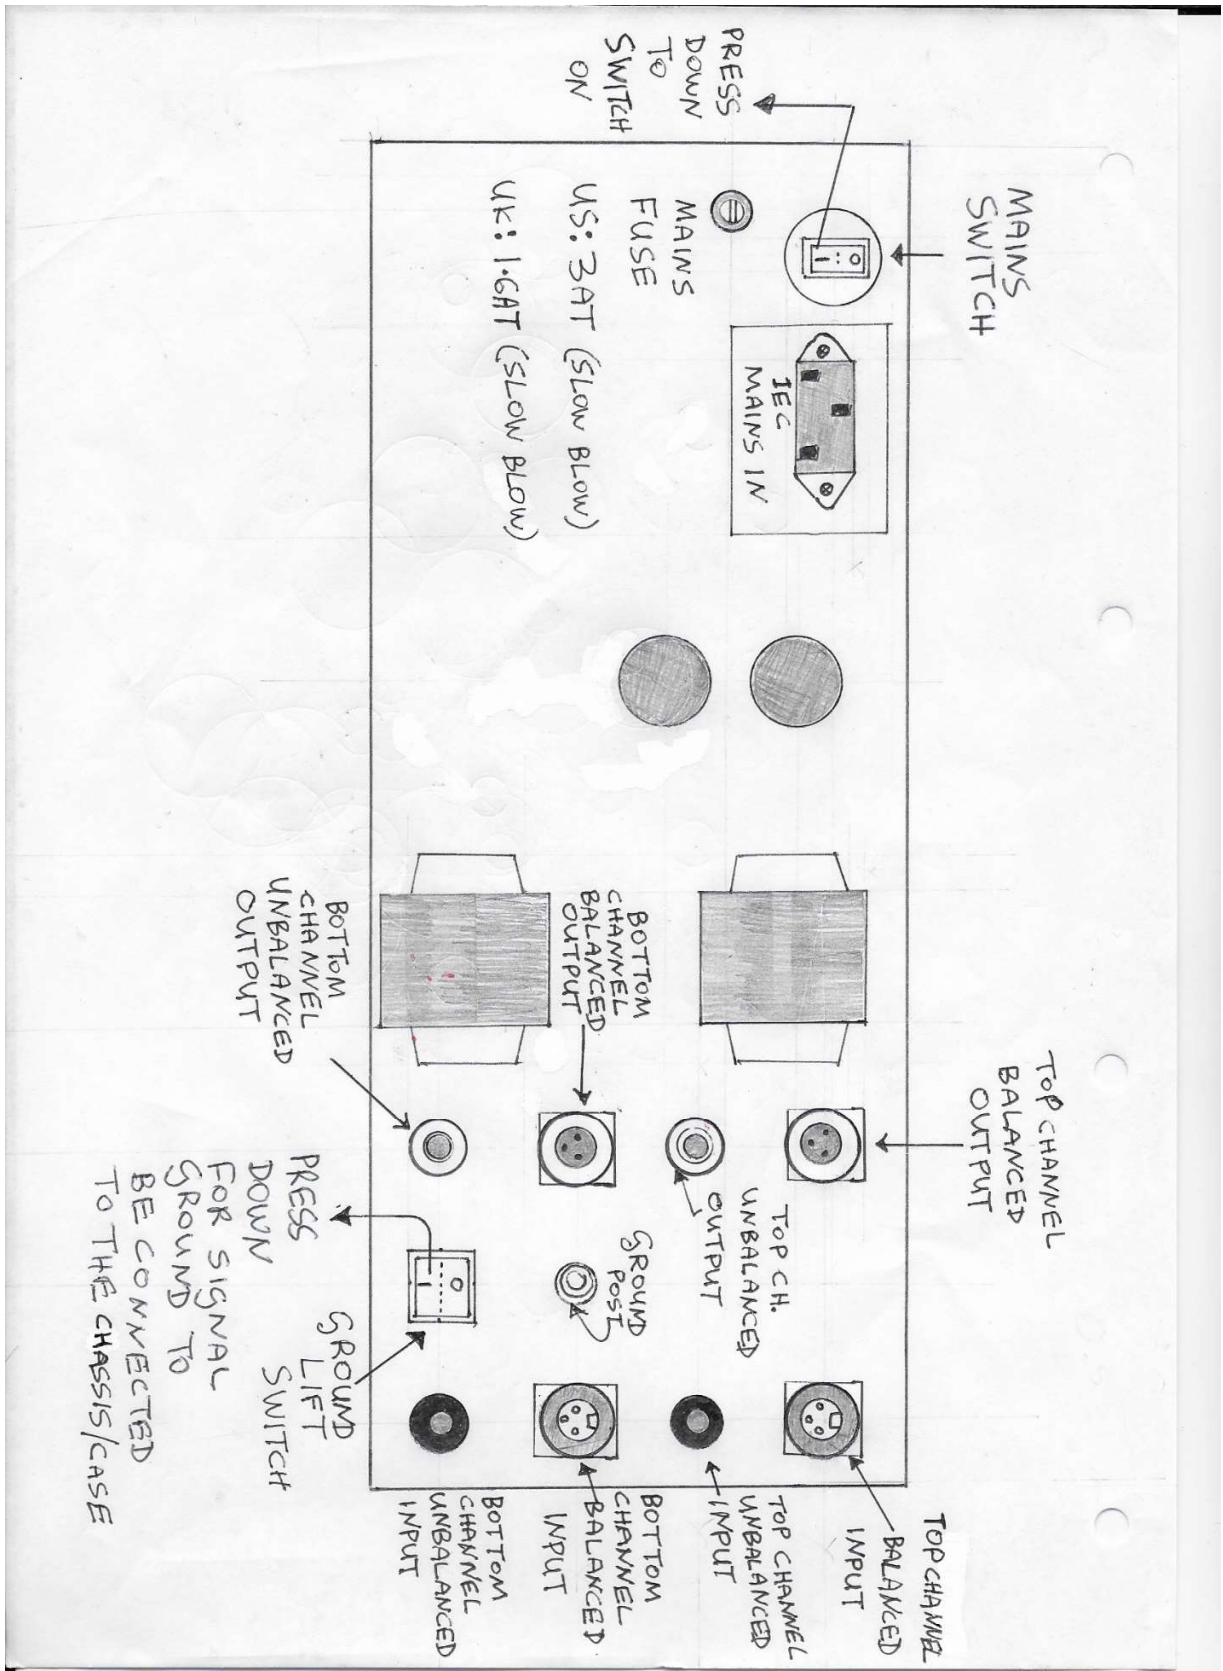 MAINS
SWITCH
PRESS
DOWN
TO
SWITCH
ON
O
I
MAINS
FUSE
US: 3AT (SLOW BLOW)
UK: 1.6AT (SLOW BLOW)
IEC
MAINS IN
TOP CHANNEL
BALANCED
OUTPUT
TOP CH.
UNBALANCED
OUTPUT
BOTTOM
CHANNEL
BALANCED
OUTPUT
BOTTOM
CHANNEL
UNBALANCED
OUTPUT
GROUND
POST
O
I
GROUND
LIFT
SWITCH
PRESS
DOWN
FOR SIGNAL
GROUND TO
BE CONNECTED
TO THE CHASSIS/CASE
TOP CHANNEL
BALANCED
INPUT
TOP CHANNEL
UNBALANCED
INPUT
BOTTOM
CHANNEL
BALANCED
INPUT
BOTTOM
CHANNEL
UNBALANCED
INPUT